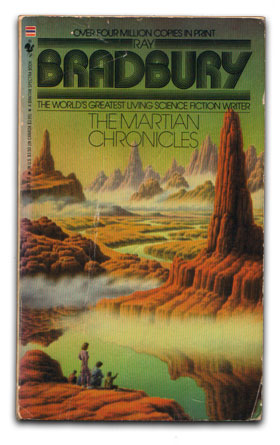 OVER FOUR MILLION COPIES IN PRINT
RAY
BRADBURY
THE WORLD'S GREATEST LIVING SCIENCE FICTION WRITER
THE MARTIAN
CHRONICLES